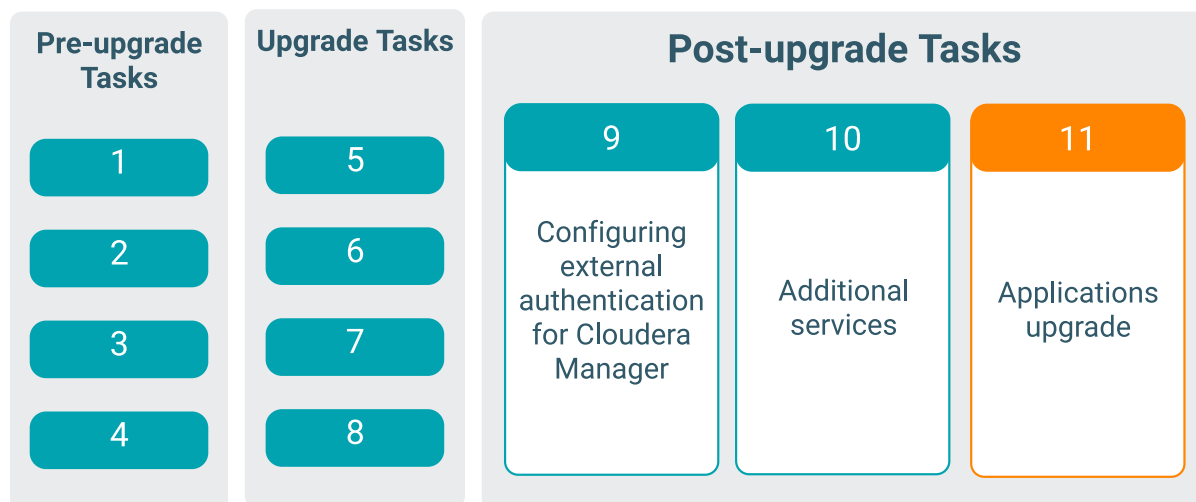 Pre-upgrade
Tasks
1
2
3
4
Upgrade Tasks
5
6
7
8
Post-upgrade Tasks
9
Configuring
external
authentication
for Cloudera
Manager
10
Additional
services
11
Applications
upgrade